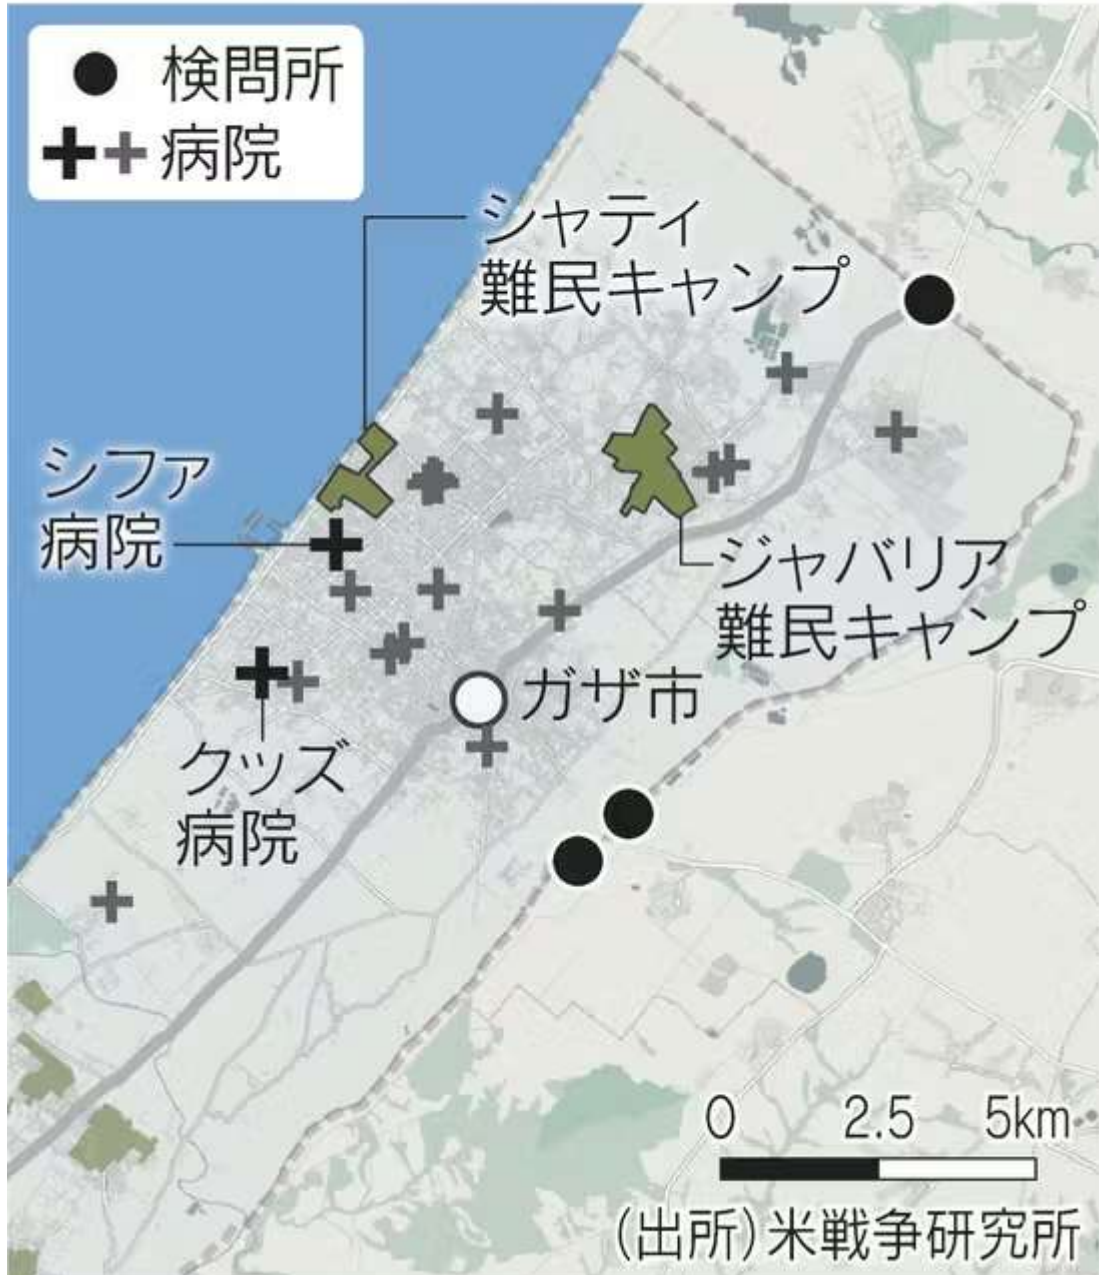 検問所
病院
シャティ
難民キャンプ
シファ
病院
ジャバリア
難民キャンプ
ガザ市
クッズ
病院
0 2.5 5km
(出所)米戦争研究所